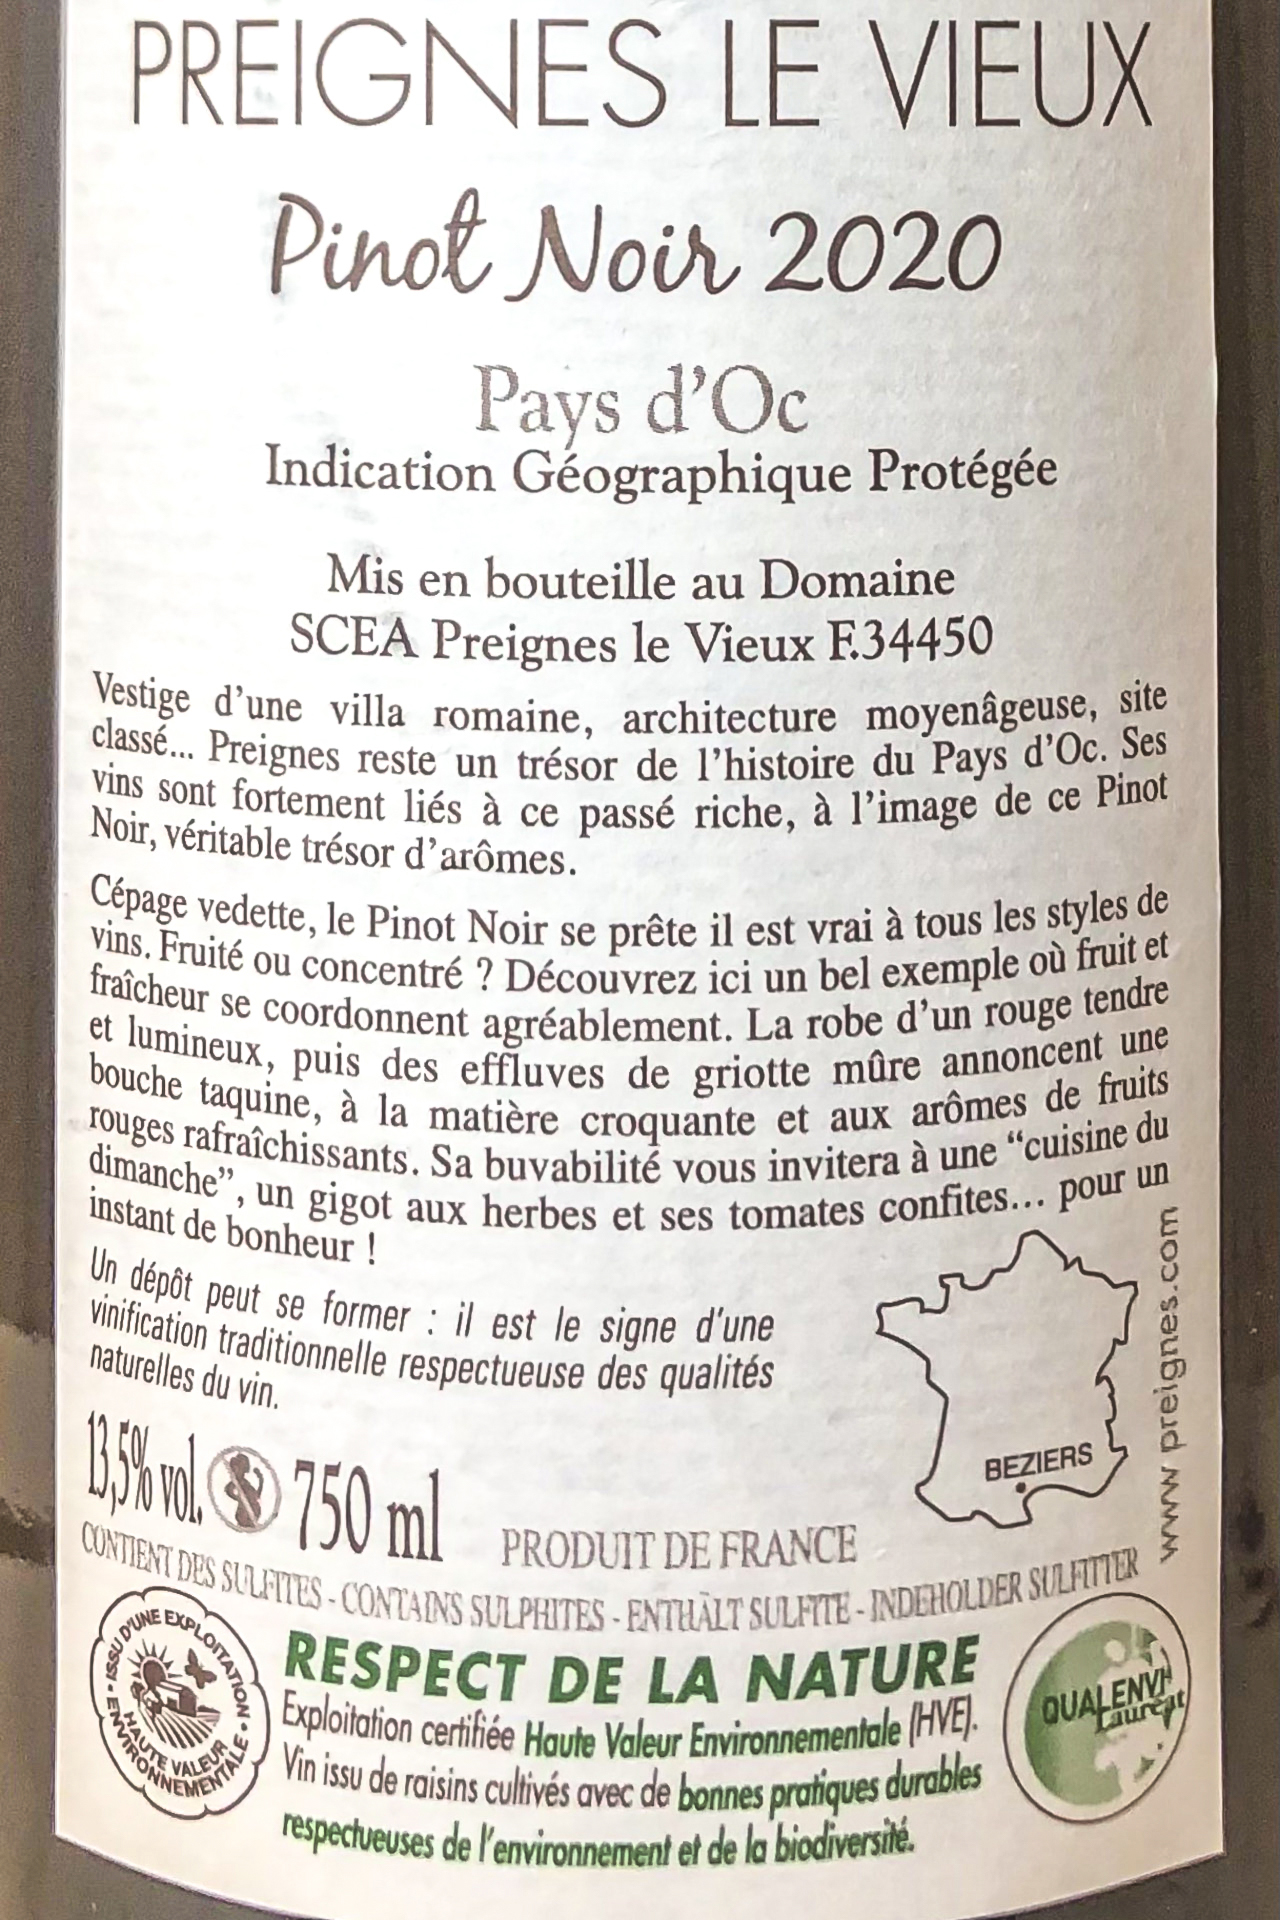 PREIGNES LE VIEUX
Pinot Noir 2020
Pays d'Oc
Indication Géographique Protégée
Mis en bouteille au Domaine
SCEA Preignes le Vieux F.34450
Vestige d'une villa romaine, architecture moyenâgeuse, site
classé... Preignes reste un trésor de l'histoire du Pays d'Oc. Ses
vins sont fortement liés à ce passé riche, à l'image de ce Pinot
Noir, véritable trésor d'arômes.
Cépage vedette, le Pinot Noir se prête il est vrai à tous les styles de
vins. Fruité ou concentré ? Découvrez ici un bel exemple où fruit et
fraîcheur se coordonnent agréablement. La robe d'un rouge tendre
et lumineux, puis des effluves de griotte mûre annoncent une
bouche taquine, à la matière croquante et aux arômes de fruits
rouges rafraîchissants. Sa buvabilité vous invitera à une "cuisine du
dimanche", un gigot aux herbes et ses tomates confites... pour un
instant de bonheur !
Un dépôt peut se former : il est le signe d'une
vinification traditionnelle respectueuse des qualités
naturelles du vin.
BEZIERS
www preignes.com
13,5% vol. 750 ml
PRODUIT DE FRANCE
CONTIENT DES SULFITES - CONTAINS SULPHITES - ENTHÄLT SULFITE - INDEHOLDER SULFITTER
ISSU D'UNE EXPLOITATION •
HAUTE VALEUR
ENVIRONNEMENTALE •
RESPECT DE LA NATURE
Exploitation certifiée Haute Valeur Environnementale (HVE).
Vin issu de raisins cultivés avec de bonnes pratiques durables
respectueuses de l'environnement et de la biodiversité.
QUALENVI
Lauréat